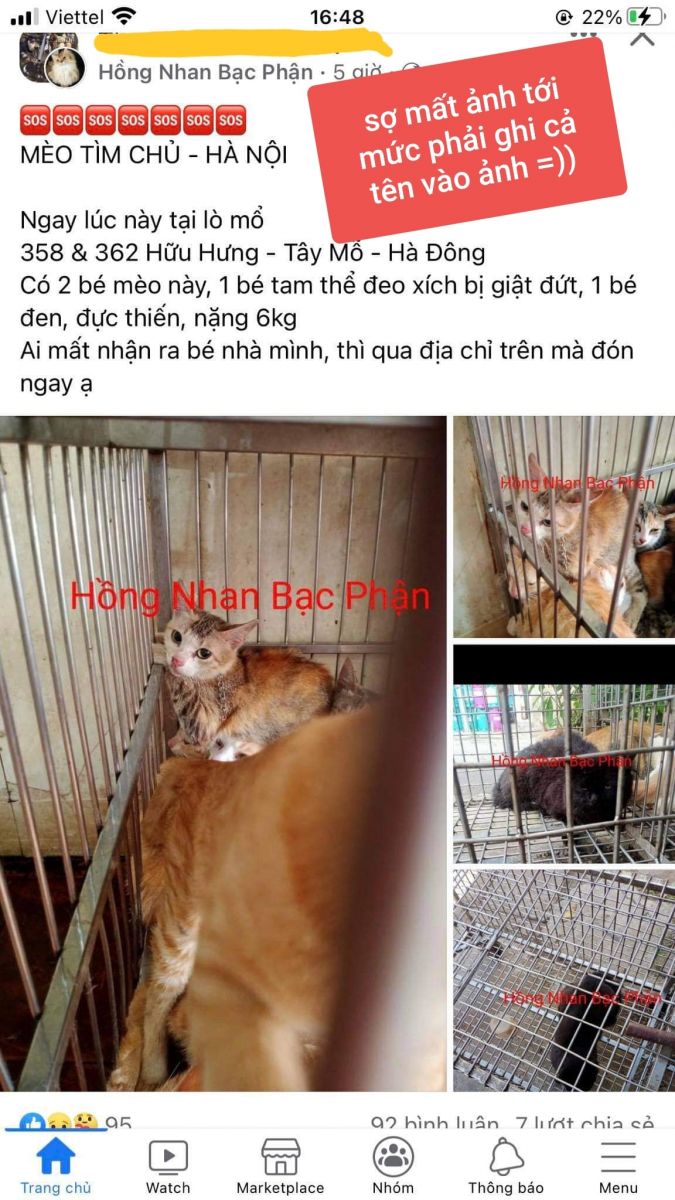 Viettel
16:48
22%
Hồng Nhan Bạc Phận · 5 giờ ·
sợ mất ảnh tới
mức phải ghi cả
tên vào ảnh =))
SOS SOS SOS SOS SOS SOS SOS
MÈO TÌM CHỦ - HÀ NỘI
Ngay lúc này tại lò mổ
358 & 362 Hữu Hưng - Tây Mỗ - Hà Đông
Có 2 bé mèo này, 1 bé tam thể đeo xích bị giật đứt, 1 bé
đen, đực thiến, nặng 6kg
Ai mất nhận ra bé nhà mình, thì qua địa chỉ trên mà đón
ngay ạ
Hồng Nhan Bạc Phận
Hồng Nhan Bạc Phận
Hồng Nhan Bạc Phận
Hồng Nhan Bạc Phận
95
92 bình luận 7 lượt chia sẻ
Trang chủ
Watch
Marketplace
Nhóm
Thông báo
Menu